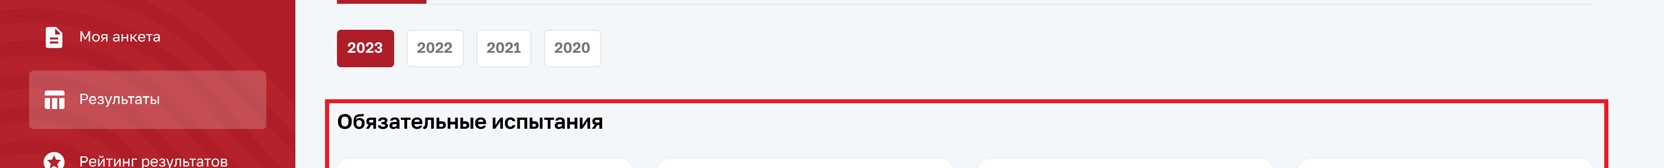 Моя анкета
Результаты
Рейтинг результатов
2023 2022 2021 2020
Обязательные испытания